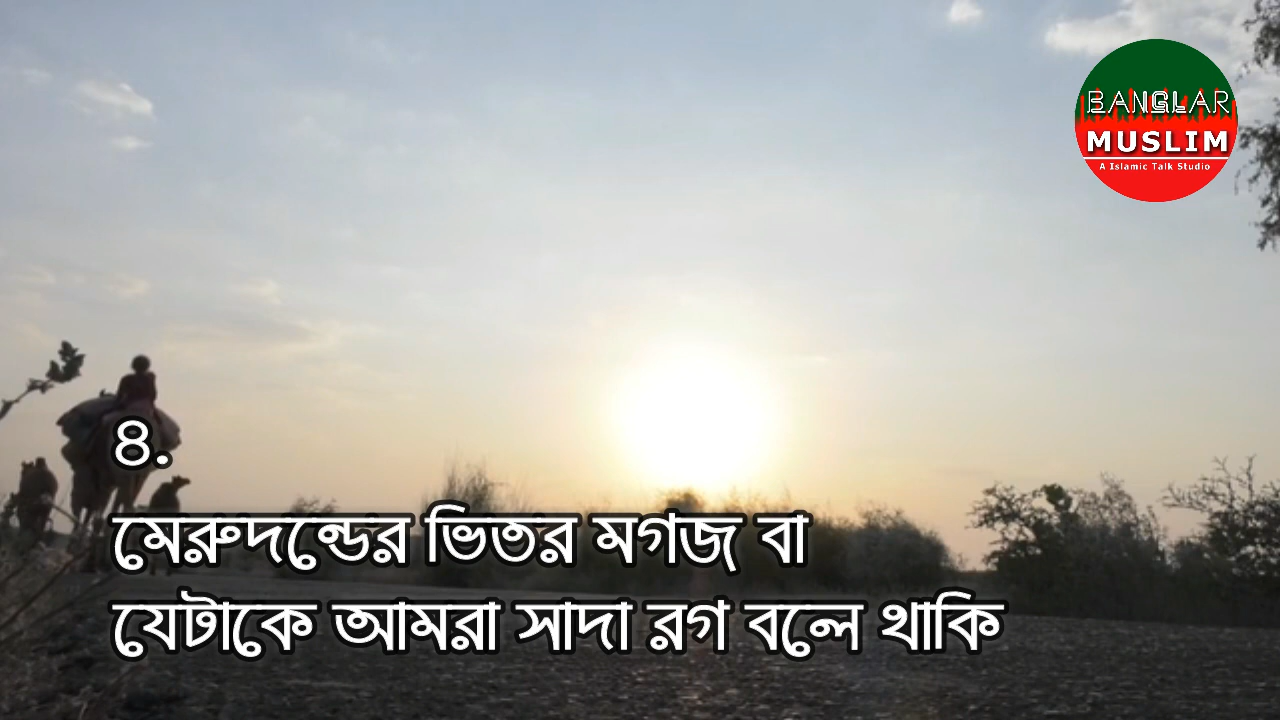 BANGLAR
MUSLIM
A Islamic Talk Studio
৪.
মেরুদন্ডের ভিতর মগজ্ বা
যেটাকে আমরা সাদা রগ বলে থাকি